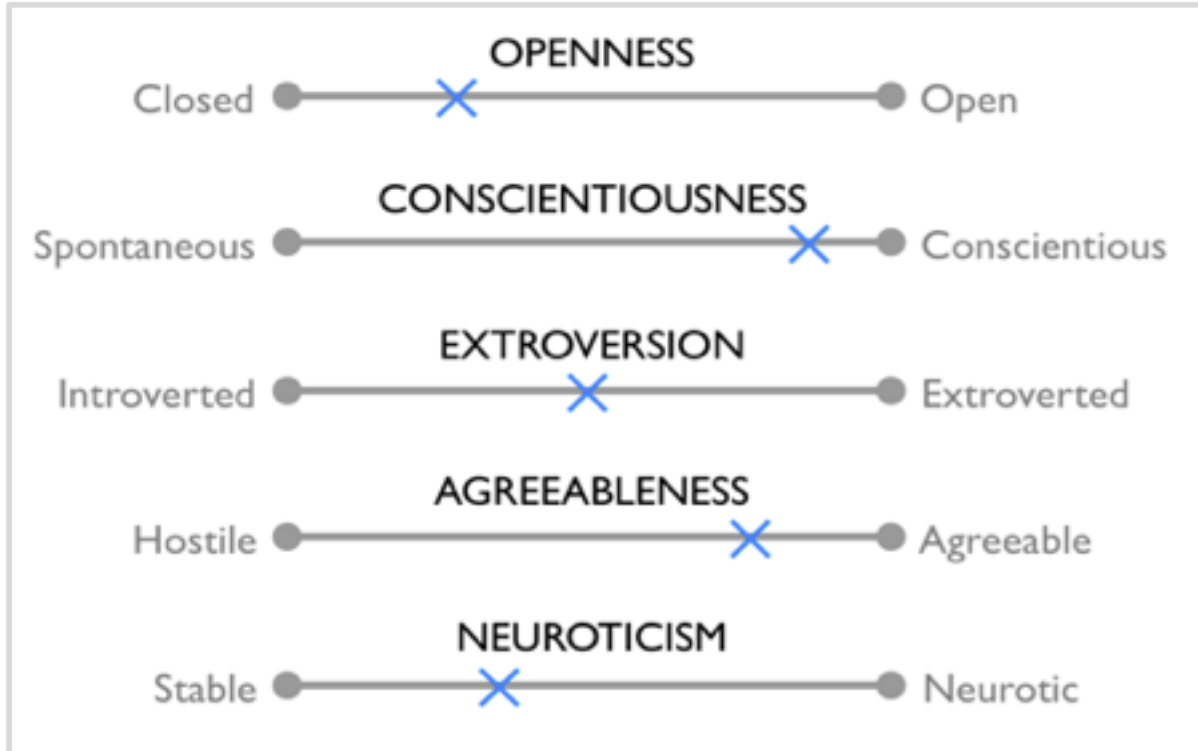 OPENNESS
Closed Open
CONSCIENTIOUSNESS
Spontaneous Conscientious
EXTROVERSION
Introverted Extroverted
AGREEABLENESS
Hostile Agreeable
NEUROTICISM
Stable Neurotic